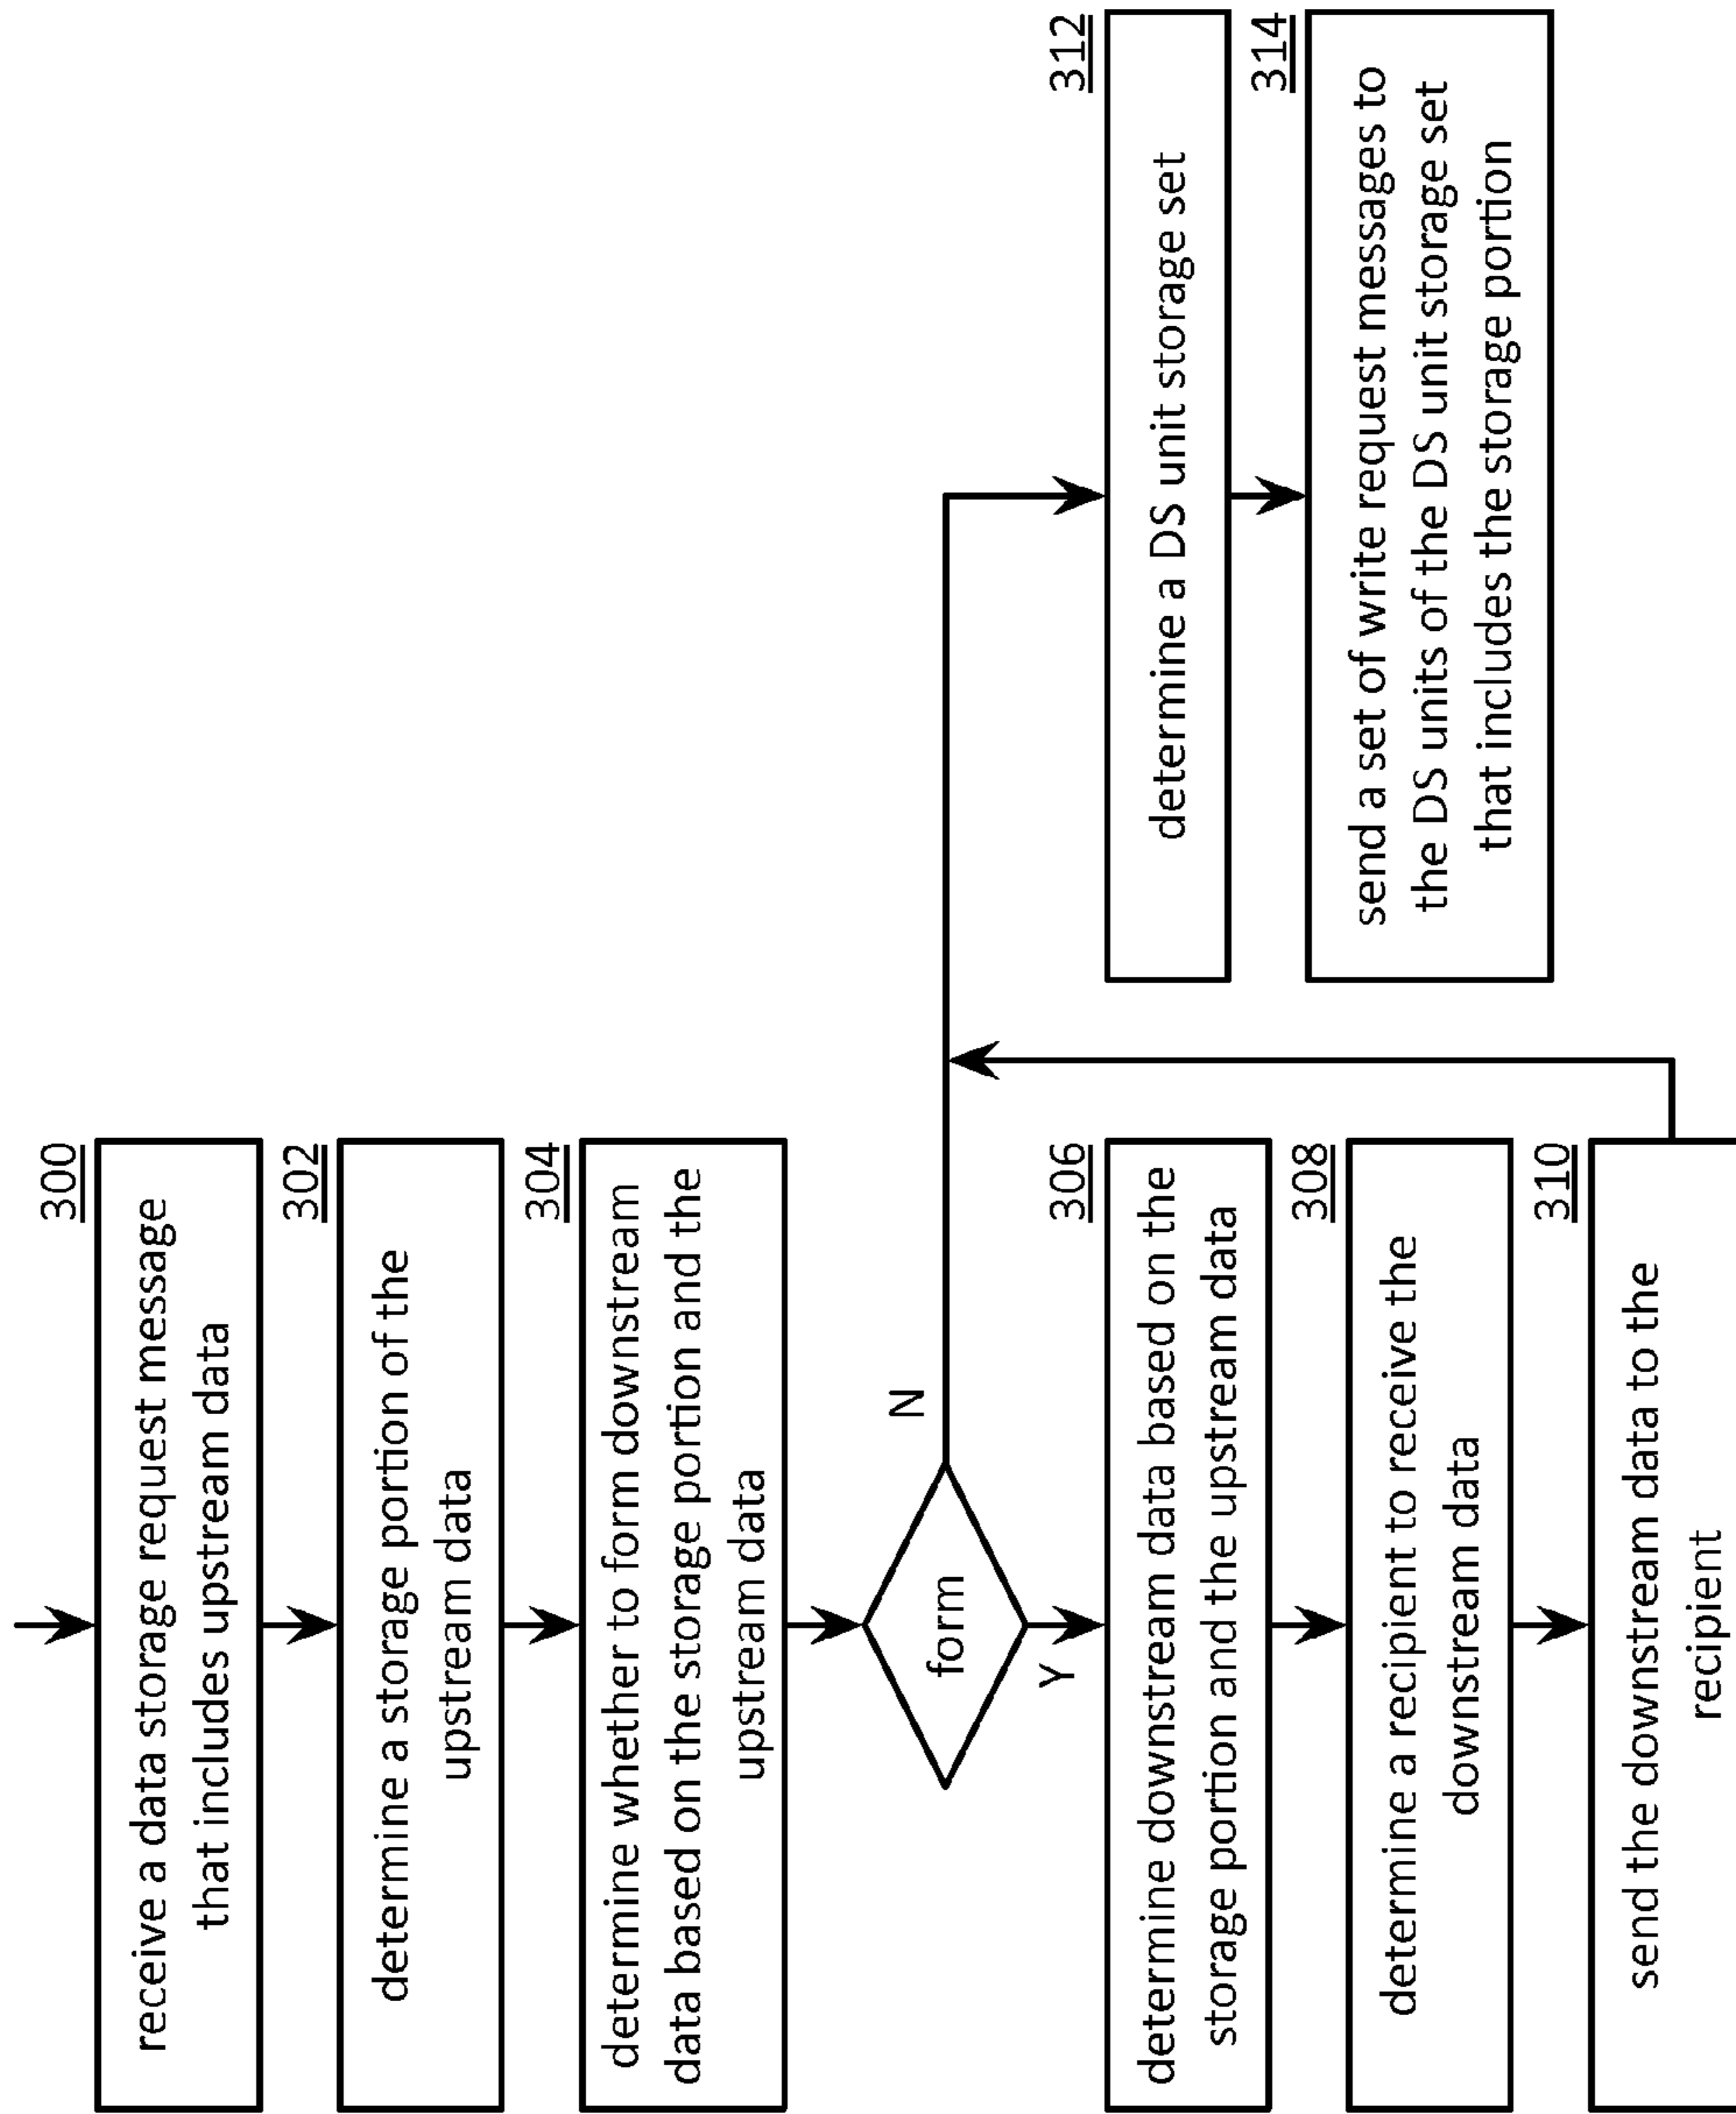 300
receive a data storage request message
that includes upstream data
302
determine a storage portion of the
upstream data
304
determine whether to form downstream
data based on the storage portion and the
upstream data
form
N
Y
306
determine downstream data based on the
storage portion and the upstream data
308
determine a recipient to receive the
downstream data
310
send the downstream data to the
recipient
312
determine a DS unit storage set
314
send a set of write request messages to
the DS units of the DS unit storage set
that includes the storage portion